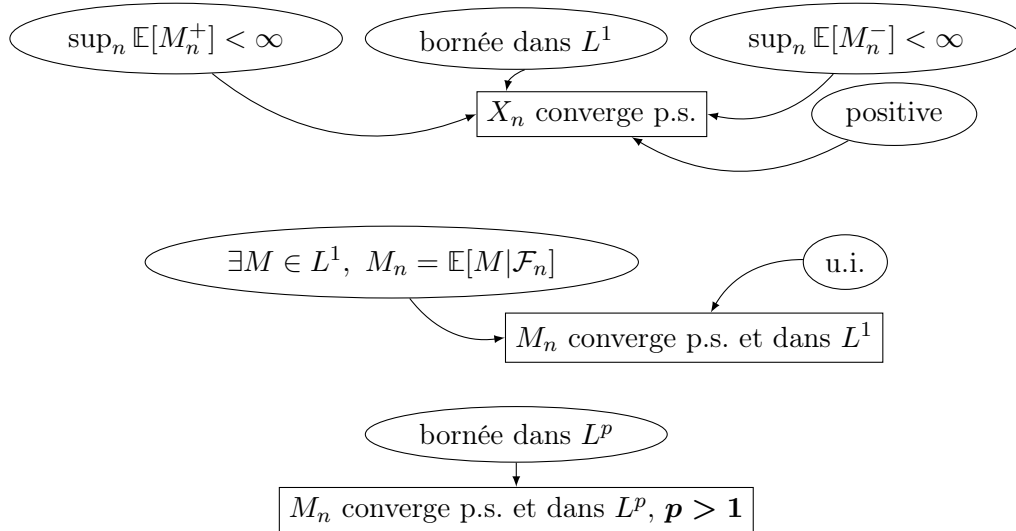 sup_n 𝔼[M_n^+] < ∞
bornée dans L^1
sup_n 𝔼[M_n^-] < ∞
X_n converge p.s.
positive
∃M ∈ L^1, M_n = 𝔼[M|ℱ_n]
u.i.
M_n converge p.s. et dans L^1
bornée dans L^p
M_n converge p.s. et dans L^p, p > 1